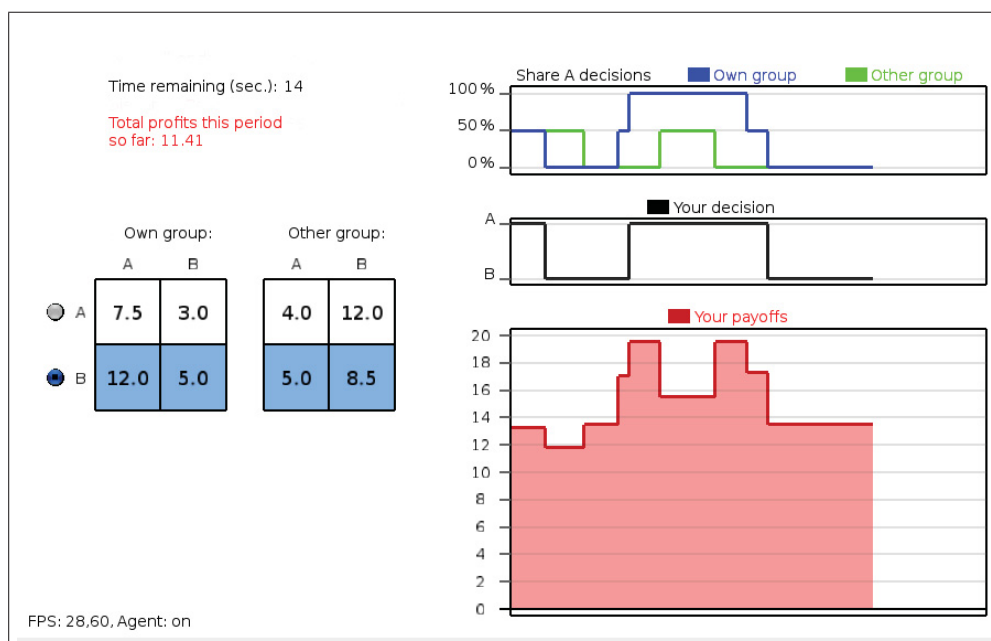 Time remaining (sec.): 14
Total profits this period
so far: 11.41
Share A decisions Own group Other group
100 %
50 %
0 %
Your decision
A
B
Own group: Other group:
A B A B
A 7.5 3.0 4.0 12.0
B 12.0 5.0 5.0 8.5
Your payoffs
20
18
16
14
12
10
8
6
4
2
0
FPS: 28,60, Agent: on